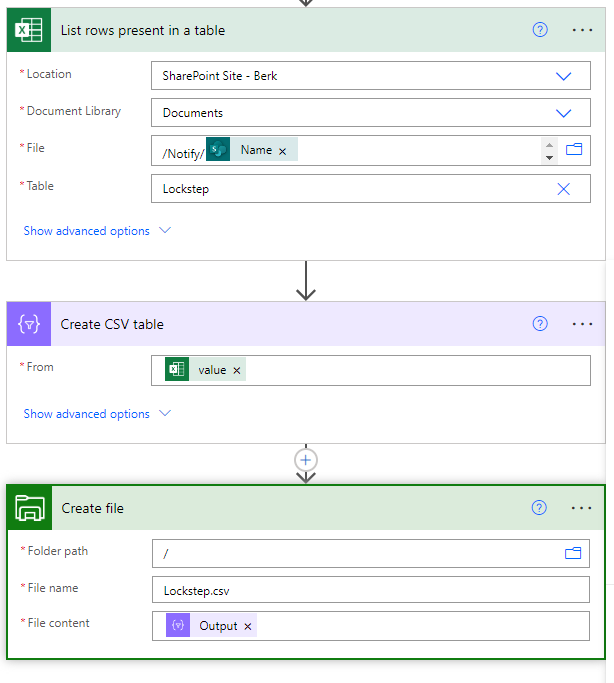 List rows present in a table
* Location
SharePoint Site - Berk
* Document Library
Documents
* File
/Notify/ Name ×
* Table
Lockstep
Show advanced options
Create CSV table
* From
value ×
Show advanced options
Create file
* Folder path
/
* File name
Lockstep.csv
* File content
Output ×